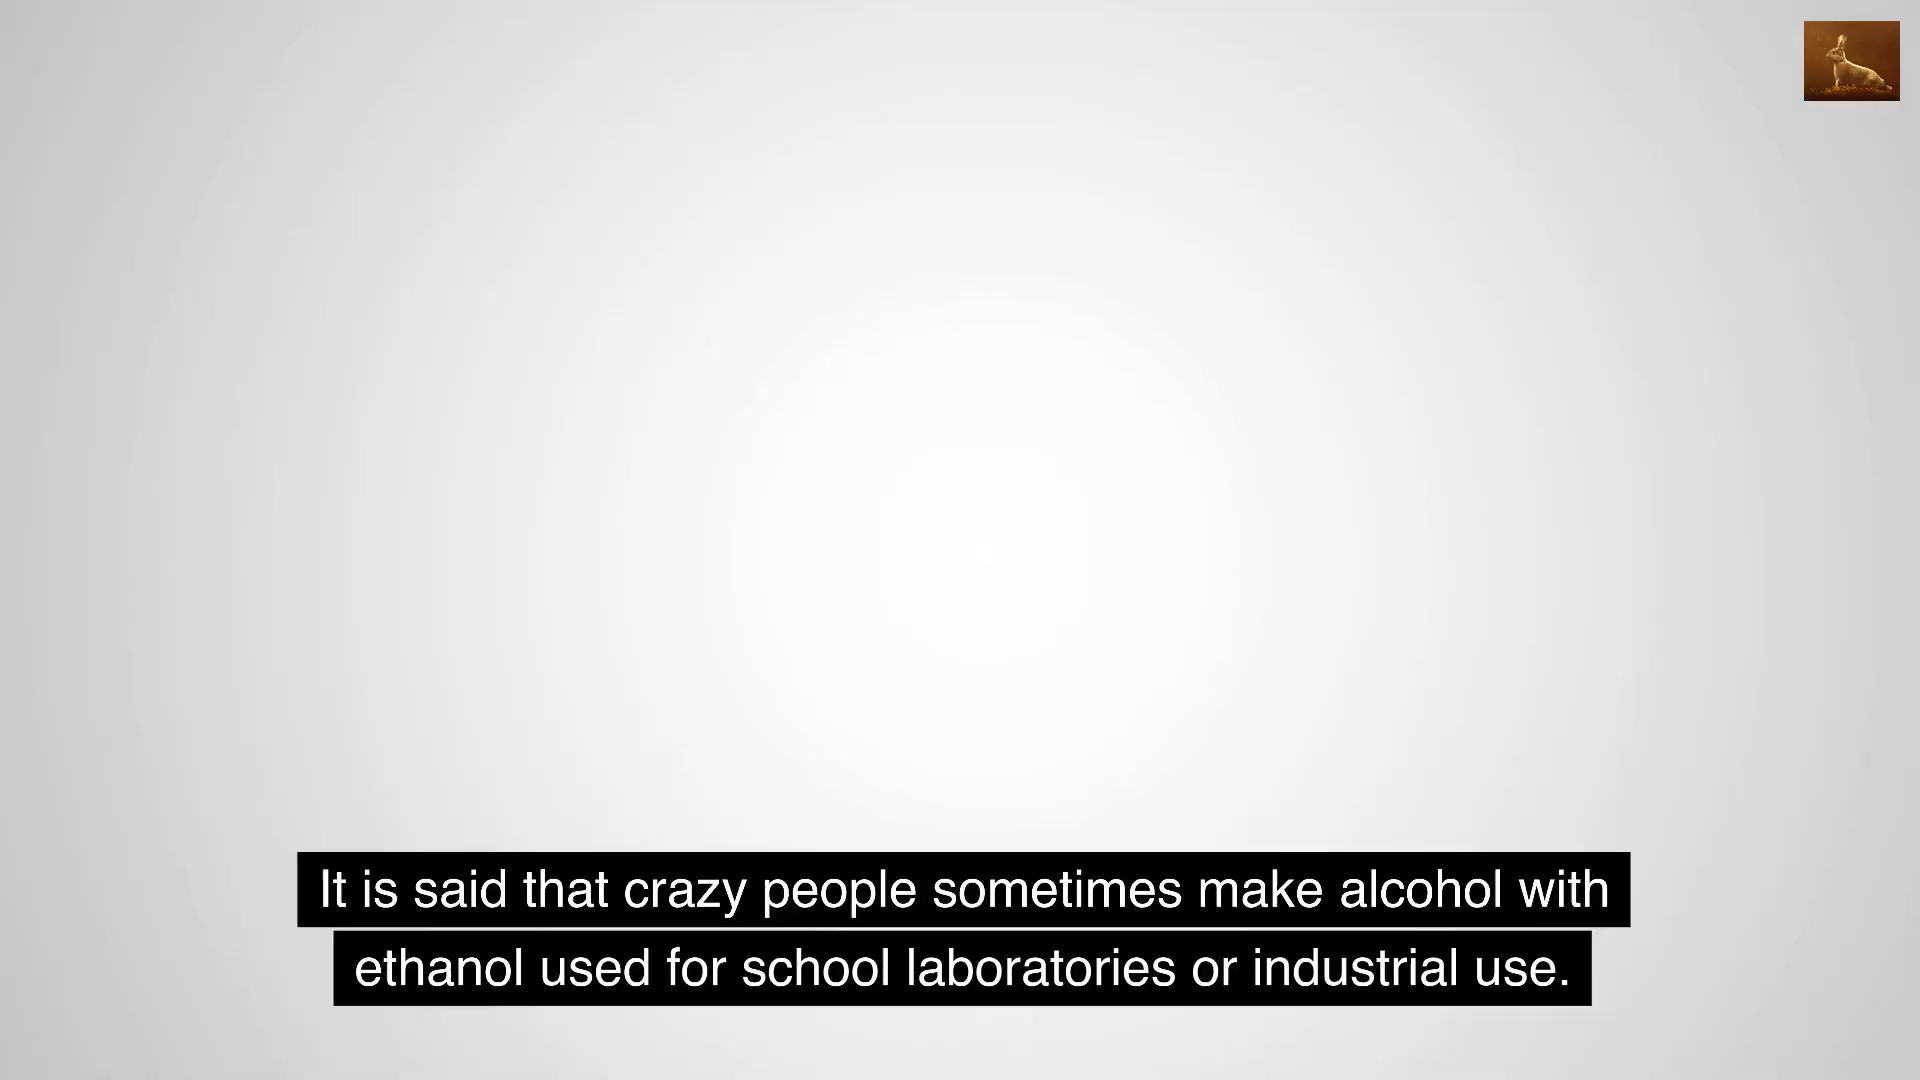 It is said that crazy people sometimes make alcohol with
ethanol used for school laboratories or industrial use.